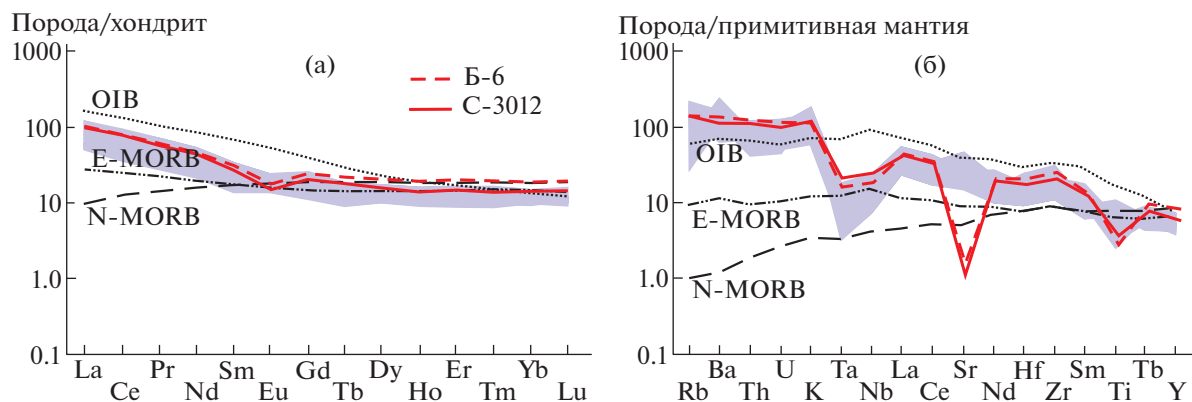 Порода/хондрит
1000
100
10
1.0
0.1
(а)
Б-6
С-3012
OIB
E-MORB
N-MORB
La Pr Sm Gd Dy Er Yb
Ce Nd Eu Tb Ho Tm Lu
Порода/примитивная мантия
1000
100
10
1.0
0.1
(б)
OIB
E-MORB
N-MORB
Ba U Ta La Sr Hf Sm Tb
Rb Th K Nb Ce Nd Zr Ti Y